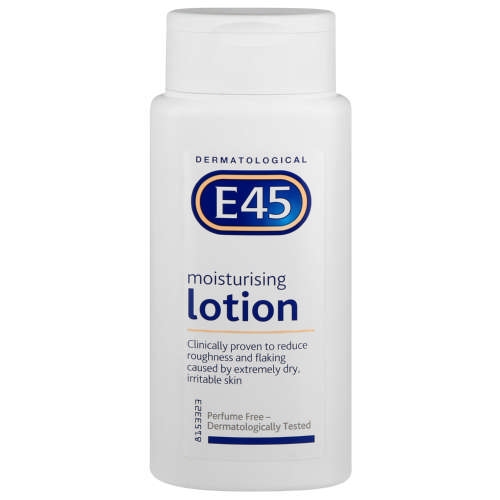 DERMATOLOGICAL
E45
moisturising
lotion
Clinically proven to reduce
roughness and flaking
caused by extremely dry,
irritable skin
Perfume Free –
Dermatologically Tested
8153323